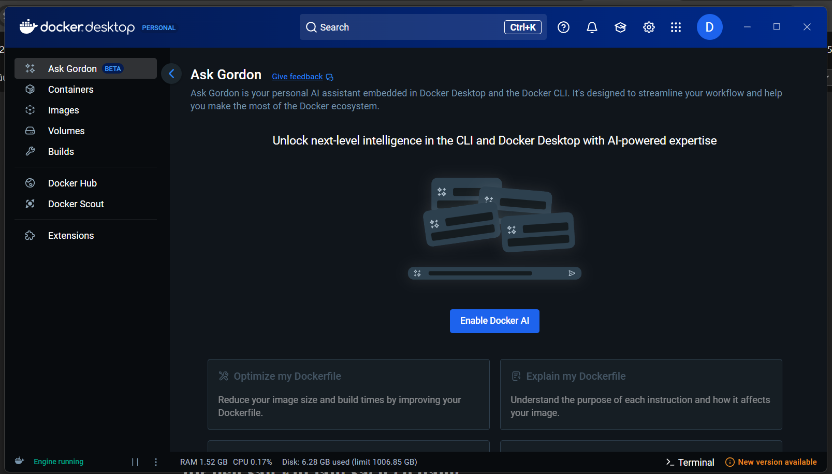 docker.desktop PERSONAL
Search Ctrl+K
D
Ask Gordon BETA
Containers
Images
Volumes
Builds
Docker Hub
Docker Scout
Extensions
Ask Gordon Give feedback
Ask Gordon is your personal AI assistant embedded in Docker Desktop and the Docker CLI. It's designed to streamline your workflow and help
you make the most of the Docker ecosystem.
Unlock next-level intelligence in the CLI and Docker Desktop with AI-powered expertise
Enable Docker AI
Optimize my Dockerfile
Reduce your image size and build times by improving your
Dockerfile.
Explain my Dockerfile
Understand the purpose of each instruction and how it affects
your image.
Engine running
RAM 1.52 GB CPU 0.17% Disk: 6.28 GB used (limit 1006.85 GB)
Terminal
New version available